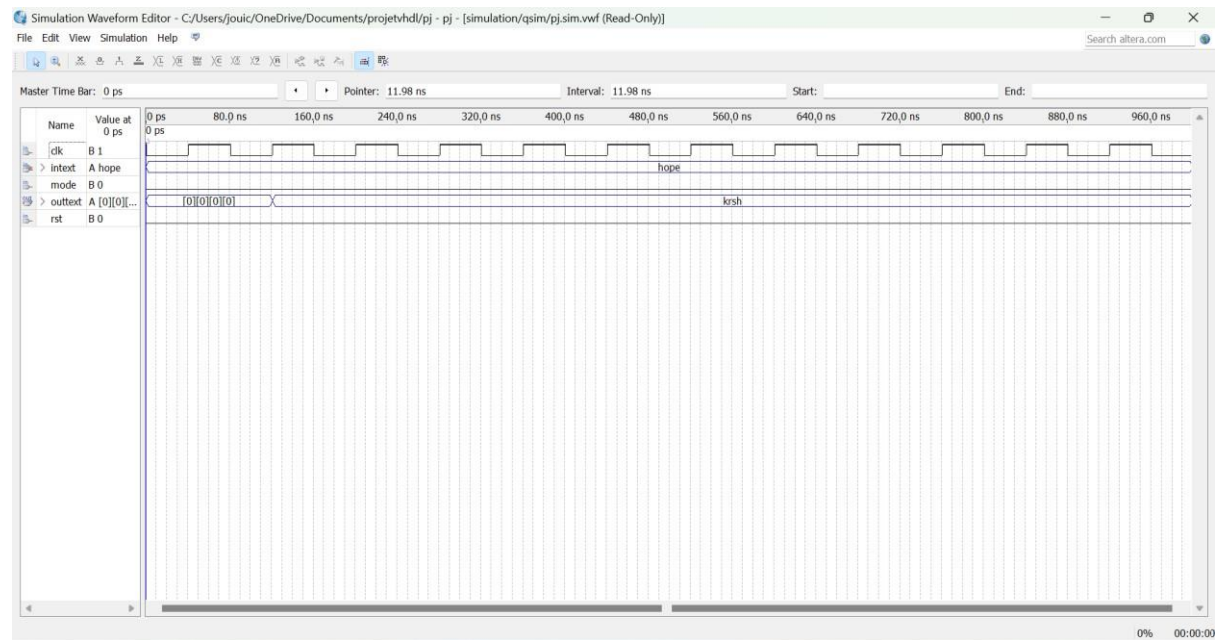 Simulation Waveform Editor - C:/Users/jouic/OneDrive/Documents/projetvhdl/pj - pj - [simulation/qsim/pj.sim.vwf (Read-Only)]
File Edit View Simulation Help
Search altera.com
Master Time Bar: 0 ps Pointer: 11.98 ns Interval: 11.98 ns Start: End:
Name Value at 0 ps
0 ps 80.0 ns 160,0 ns 240,0 ns 320,0 ns 400,0 ns 480,0 ns 560,0 ns 640,0 ns 720,0 ns 800,0 ns 880,0 ns 960,0 ns
0 ps
clk B 1
intext A hope hope
mode B 0
outtext A [0][0][... [0][0][0][0] krsh
rst B 0
0% 00:00:00